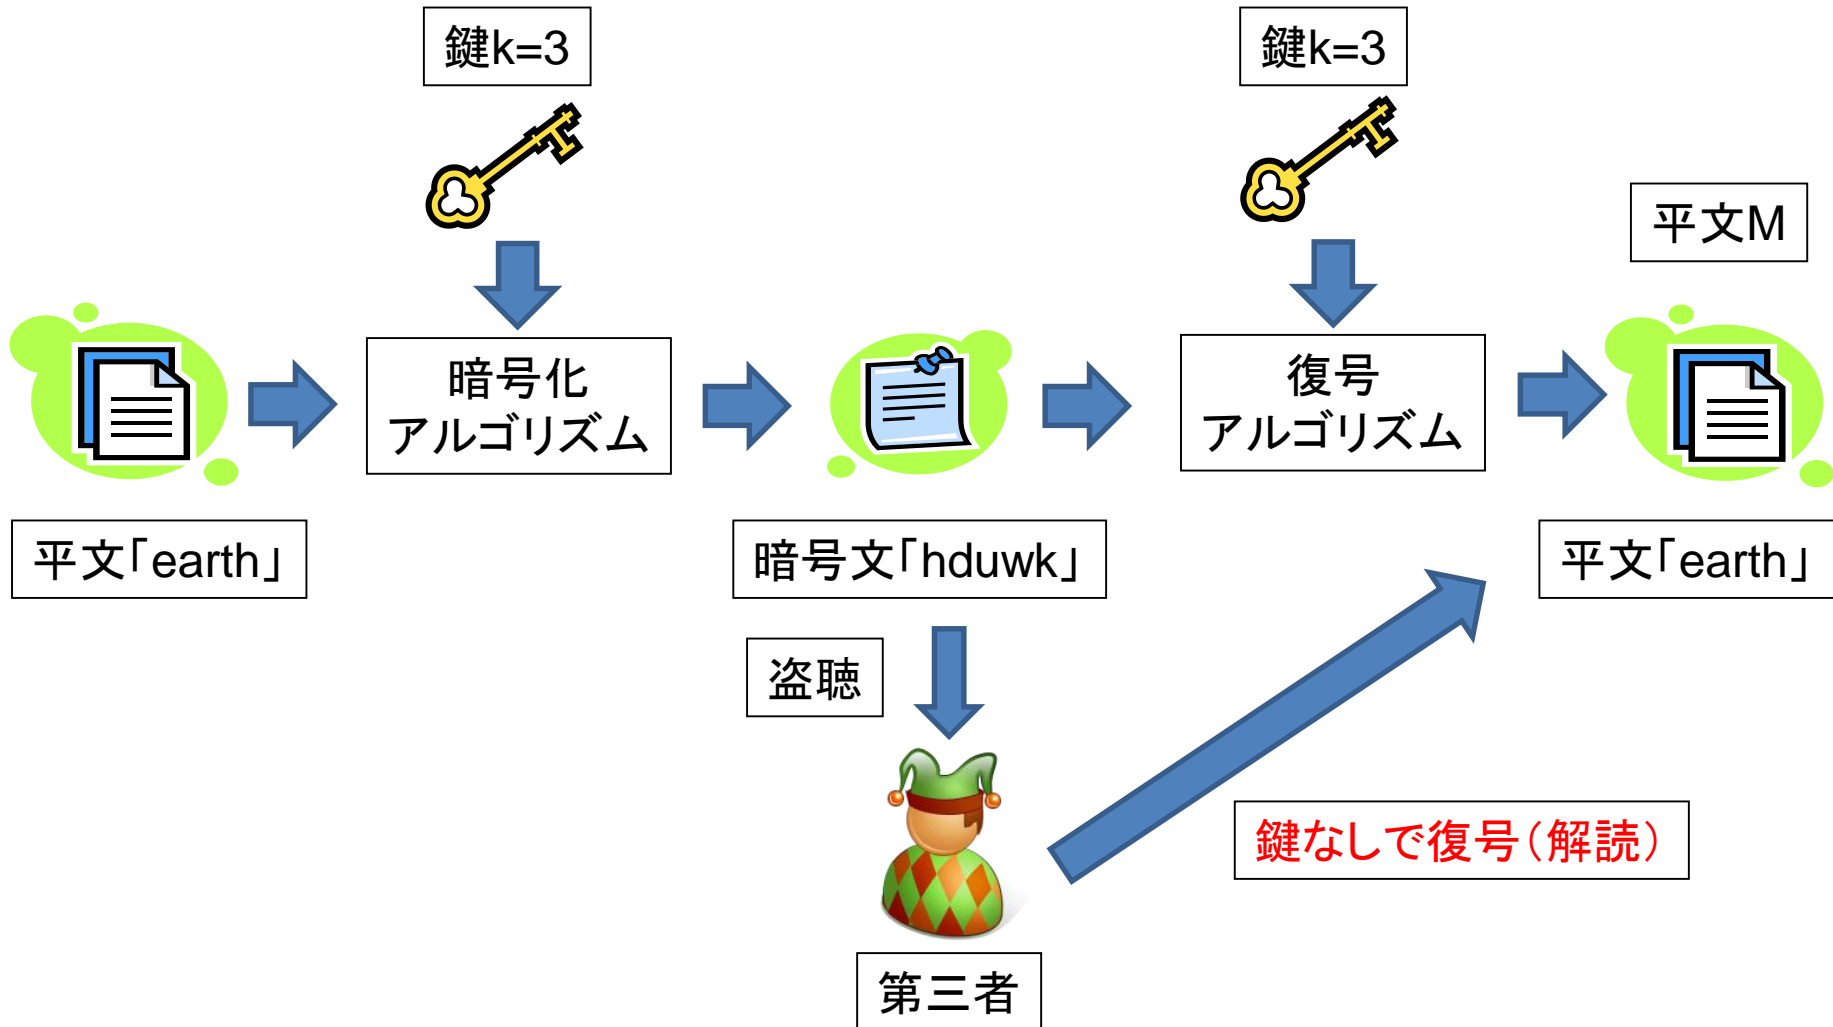 鍵k=3
鍵k=3
平文M
暗号化
アルゴリズム
復号
アルゴリズム
平文「earth」
暗号文「hduwk」
平文「earth」
盗聴
鍵なしで復号(解読)
第三者